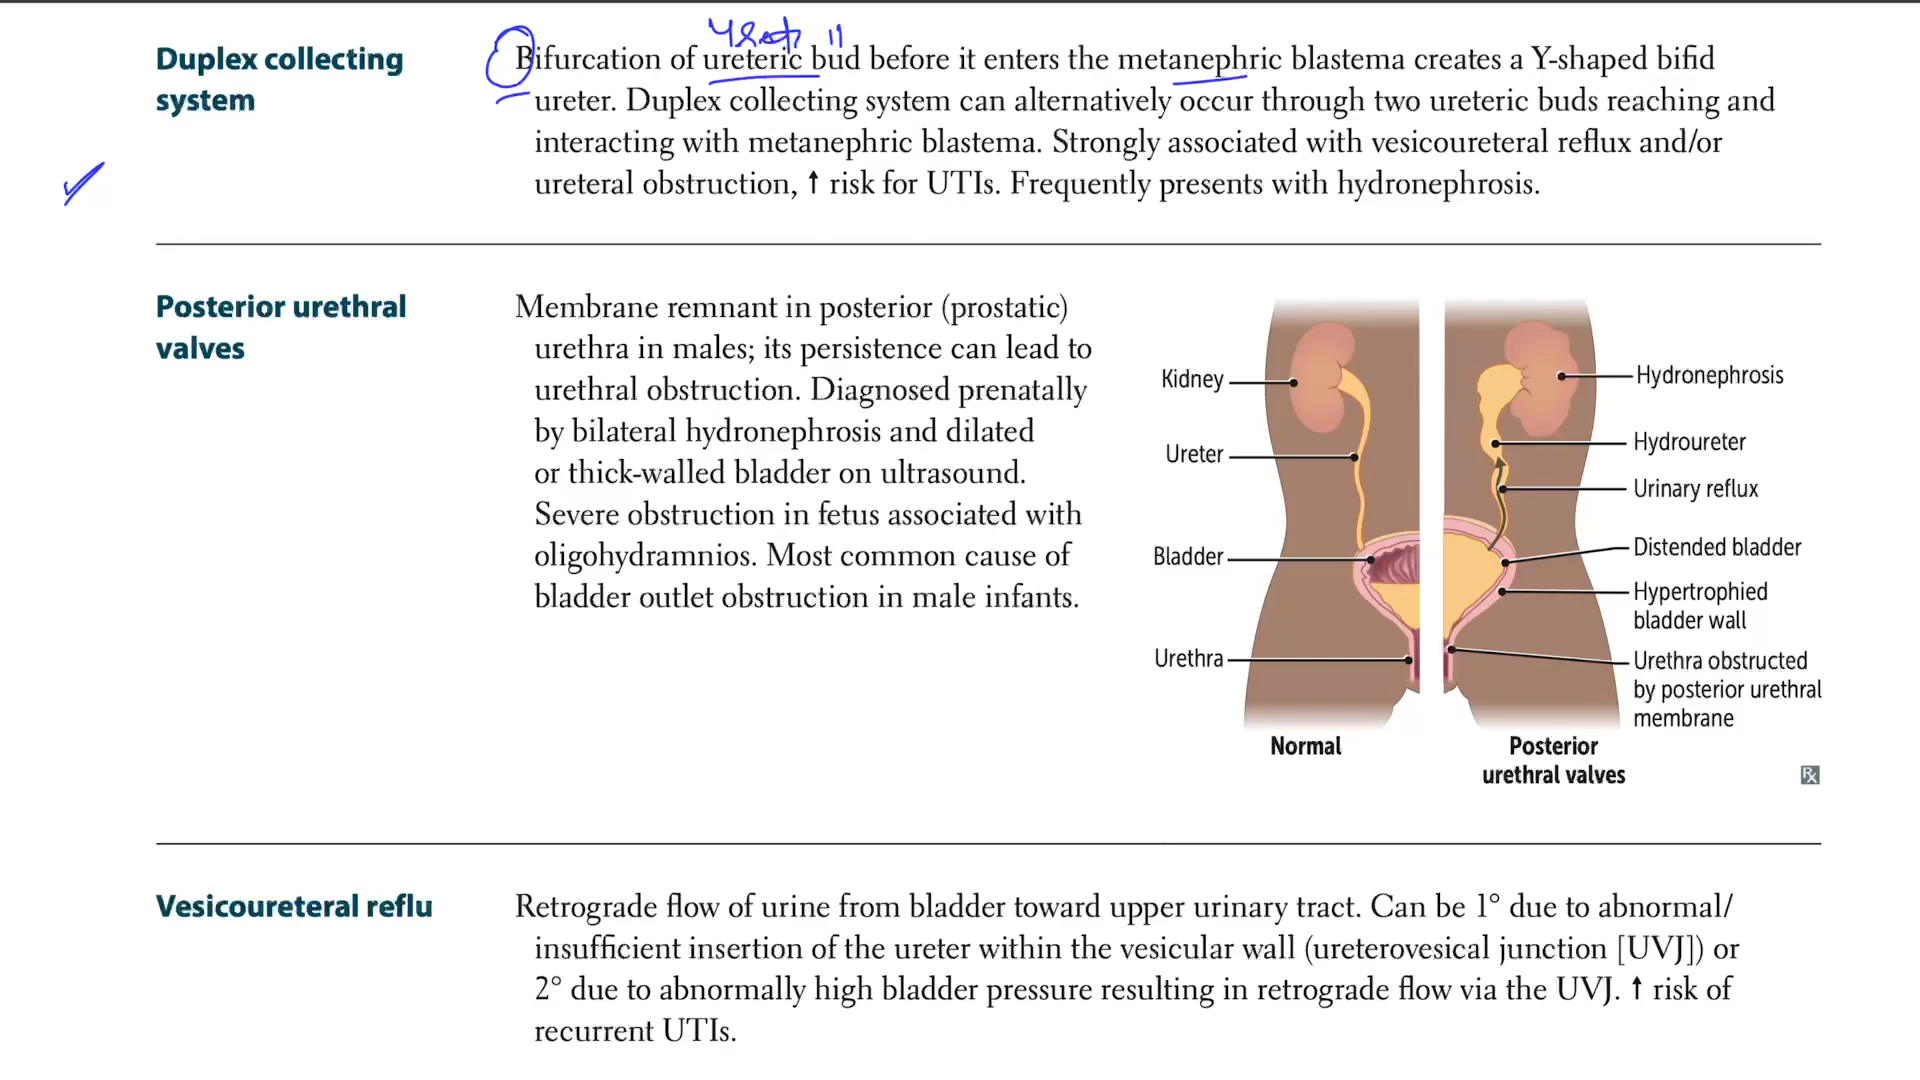 Duplex collecting
system
Bifurcation of ureteric bud before it enters the metanephric blastema creates a Y-shaped bifid
ureter. Duplex collecting system can alternatively occur through two ureteric buds reaching and
interacting with metanephric blastema. Strongly associated with vesicoureteral reflux and/or
ureteral obstruction, ↑ risk for UTIs. Frequently presents with hydronephrosis.
Posterior urethral
valves
Membrane remnant in posterior (prostatic)
urethra in males; its persistence can lead to
urethral obstruction. Diagnosed prenatally
by bilateral hydronephrosis and dilated
or thick-walled bladder on ultrasound.
Severe obstruction in fetus associated with
oligohydramnios. Most common cause of
bladder outlet obstruction in male infants.
Kidney
Ureter
Bladder
Urethra
Normal
Hydronephrosis
Hydroureter
Urinary reflux
Distended bladder
Hypertrophied
bladder wall
Urethra obstructed
by posterior urethral
membrane
Posterior
urethral valves
Rx
Vesicoureteral reflu
Retrograde flow of urine from bladder toward upper urinary tract. Can be 1° due to abnormal/
insufficient insertion of the ureter within the vesicular wall (ureterovesical junction [UVJ]) or
2° due to abnormally high bladder pressure resulting in retrograde flow via the UVJ. ↑ risk of
recurrent UTIs.